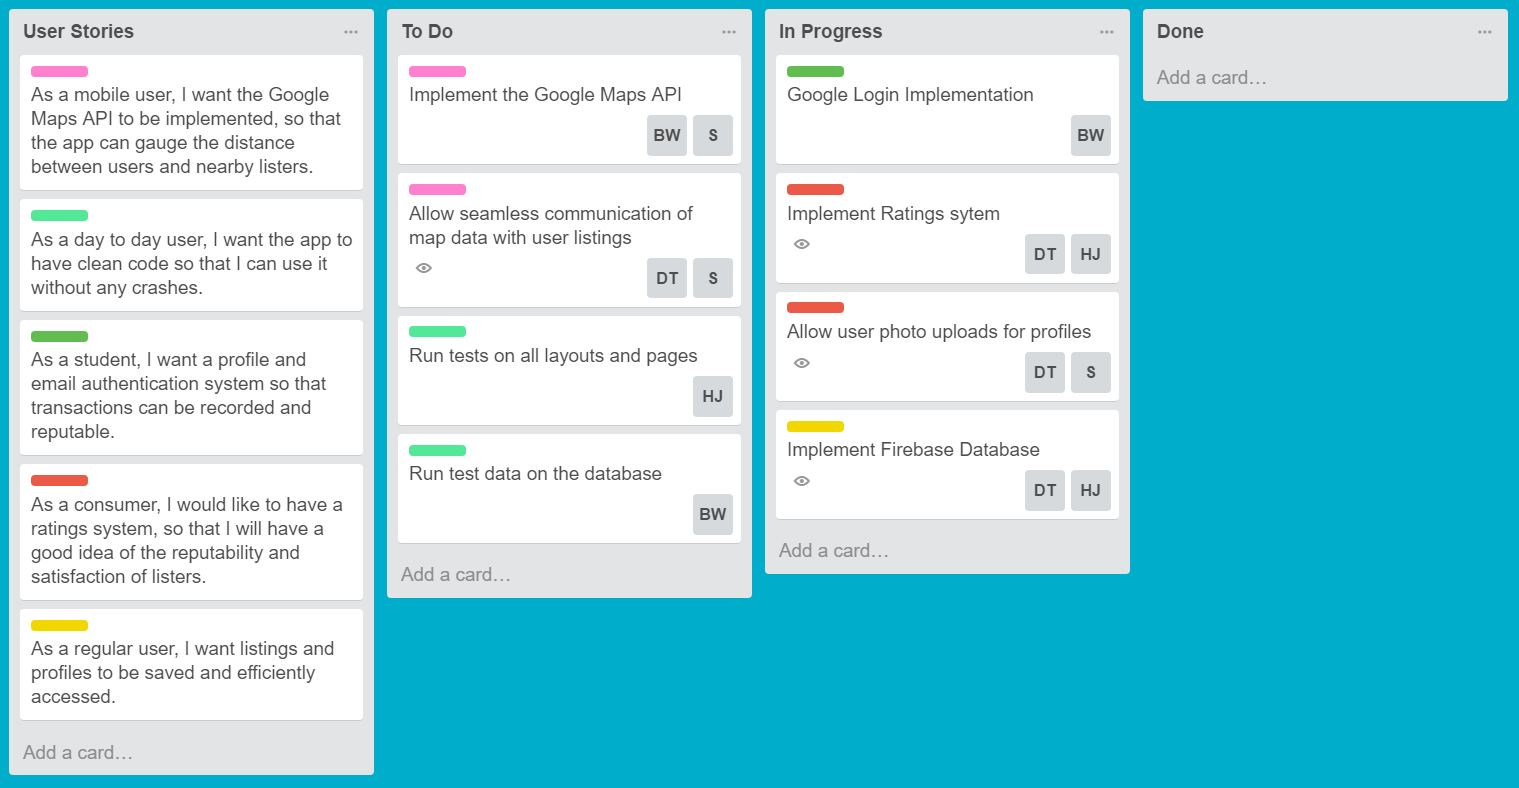 User Stories
As a mobile user, I want the Google
Maps API to be implemented, so that
the app can gauge the distance
between users and nearby listers.
As a day to day user, I want the app to
have clean code so that I can use it
without any crashes.
As a student, I want a profile and
email authentication system so that
transactions can be recorded and
reputable.
As a consumer, I would like to have a
ratings system, so that I will have a
good idea of the reputability and
satisfaction of listers.
As a regular user, I want listings and
profiles to be saved and efficiently
accessed.
Add a card…
To Do
Implement the Google Maps API
BW S
Allow seamless communication of
map data with user listings
DT S
Run tests on all layouts and pages
HJ
Run test data on the database
BW
Add a card…
In Progress
Google Login Implementation
BW
Implement Ratings sytem
DT HJ
Allow user photo uploads for profiles
DT S
Implement Firebase Database
DT HJ
Add a card…
Done
Add a card…